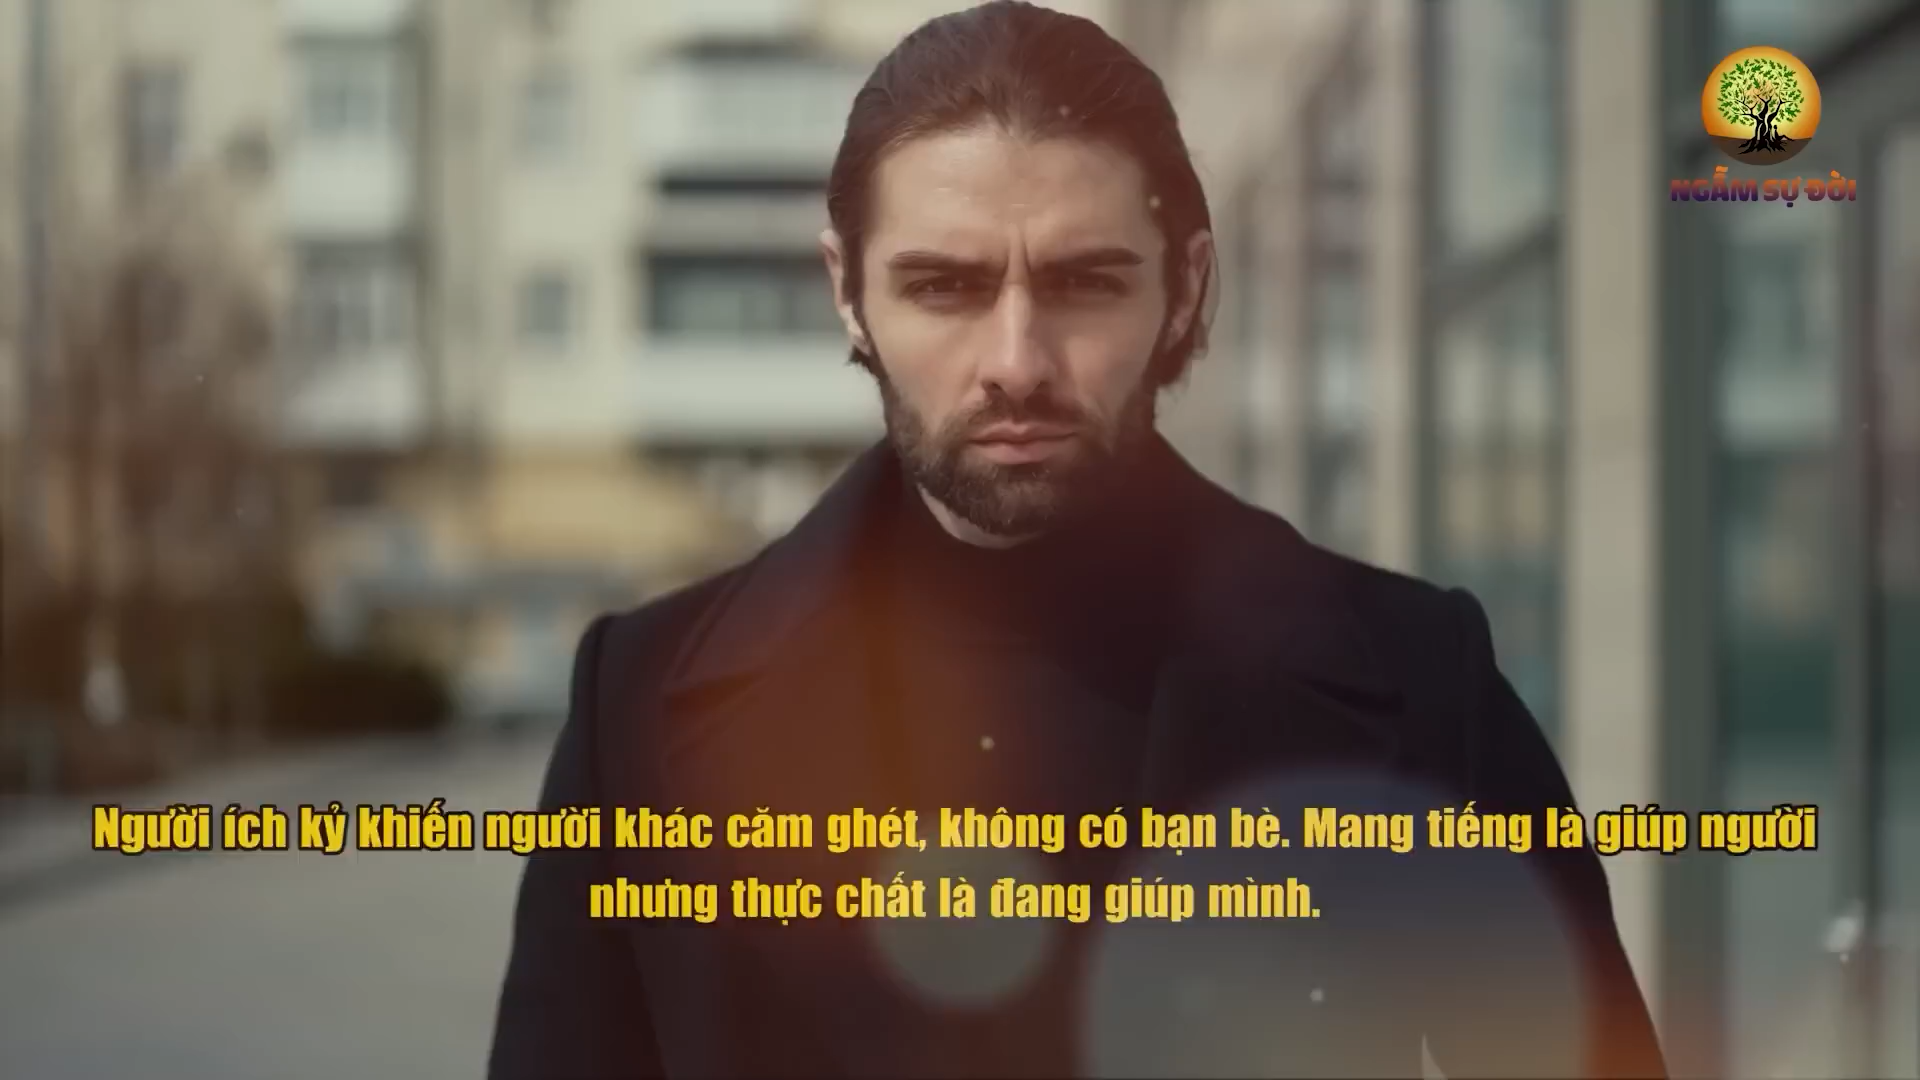 NGẪM SỰ ĐỜI
Người ích kỷ khiến người khác căm ghét, không có bạn bè. Mang tiếng là giúp người
nhưng thực chất là đang giúp mình.